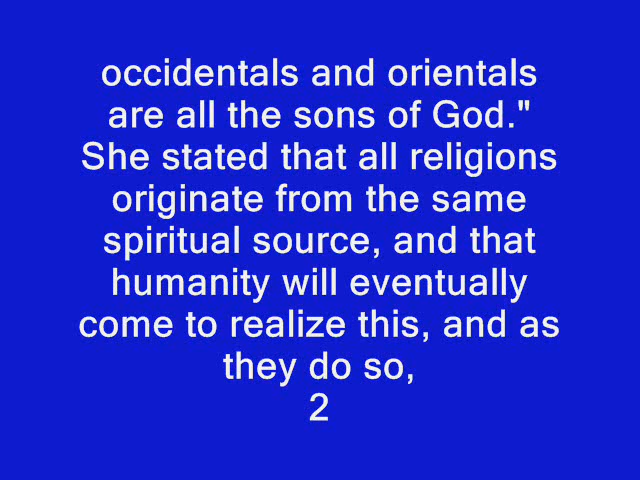 occidentals and orientals
are all the sons of God."
She stated that all religions
originate from the same
spiritual source, and that
humanity will eventually
come to realize this, and as
they do so,
2